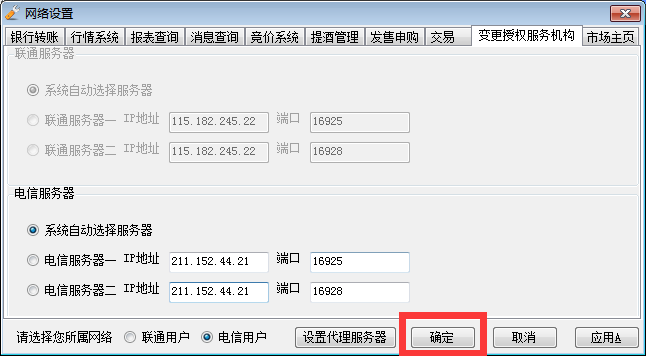 网络设置
银行转账 行情系统 报表查询 消息查询 竞价系统 提酒管理 发售申购 交易 变更授权服务机构 市场主页
联通服务器
系统自动选择服务器
联通服务器一 IP地址 115.182.245.22 端口 16925
联通服务器二 IP地址 115.182.245.22 端口 16928
电信服务器
系统自动选择服务器
电信服务器一 IP地址 211.152.44.21 端口 16925
电信服务器二 IP地址 211.152.44.21 端口 16928
请选择您所属网络 联通用户 电信用户 设置代理服务器 确定 取消 应用A